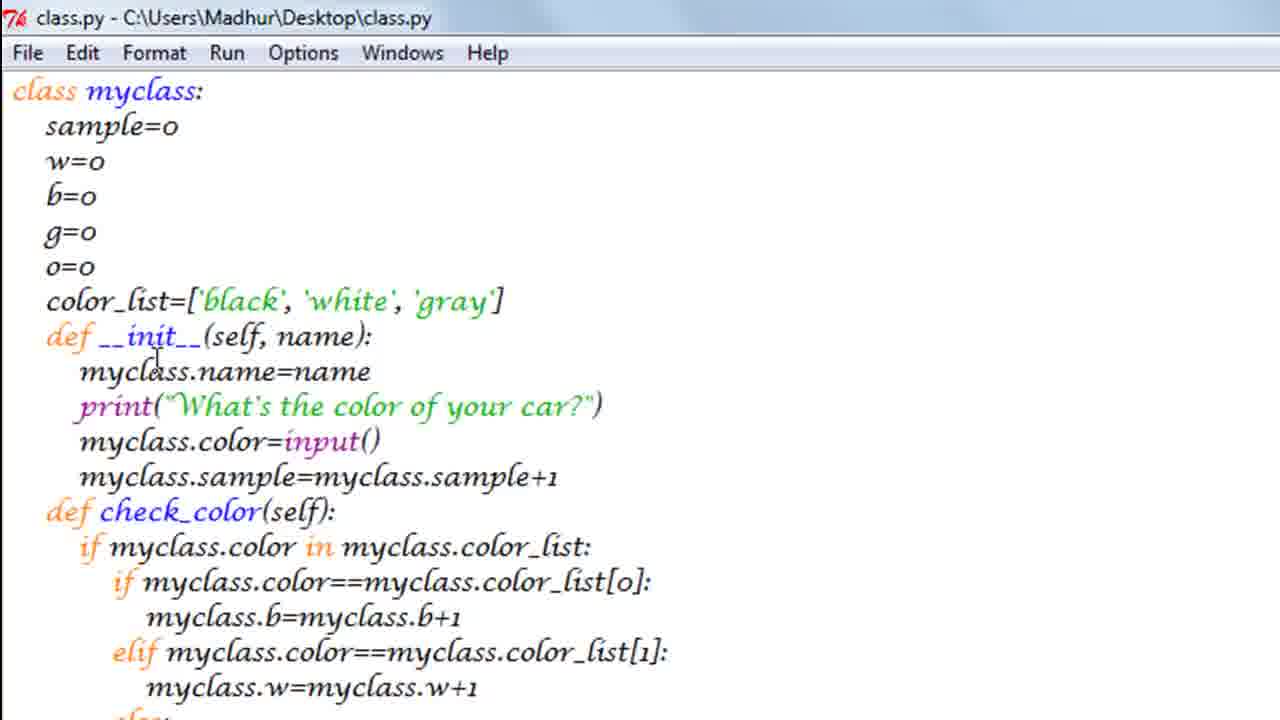 class.py - C:\Users\Madhur\Desktop\class.py
File Edit Format Run Options Windows Help
class myclass:
    sample=0
    w=0
    b=0
    g=0
    o=0
    color_list=['black', 'white', 'gray']
    def __init__(self, name):
        myclass.name=name
        print("What's the color of your car?")
        myclass.color=input()
        myclass.sample=myclass.sample+1
    def check_color(self):
        if myclass.color in myclass.color_list:
            if myclass.color==myclass.color_list[0]:
                myclass.b=myclass.b+1
            elif myclass.color==myclass.color_list[1]:
                myclass.w=myclass.w+1
            else: